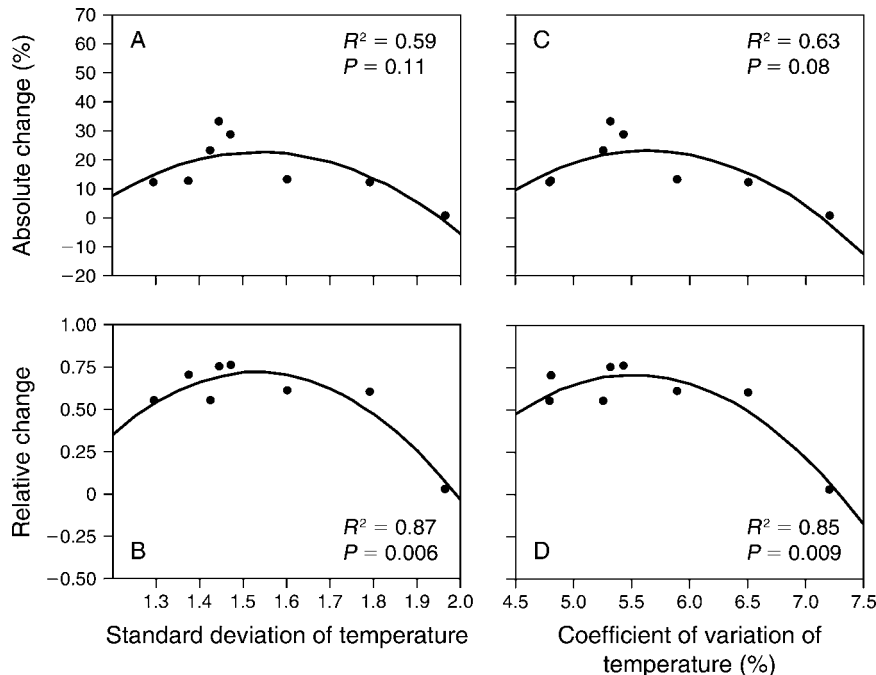 Absolute change (%)
70
60
50
40
30
20
10
0
−10
−20
A
R² = 0.59
P = 0.11
C
R² = 0.63
P = 0.08
Relative change
1.00
0.75
0.50
0.25
0
−0.25
−0.50
B
R² = 0.87
P = 0.006
D
R² = 0.85
P = 0.009
1.3 1.4 1.5 1.6 1.7 1.8 1.9 2.0
4.5 5.0 5.5 6.0 6.5 7.0 7.5
Standard deviation of temperature
Coefficient of variation of
temperature (%)